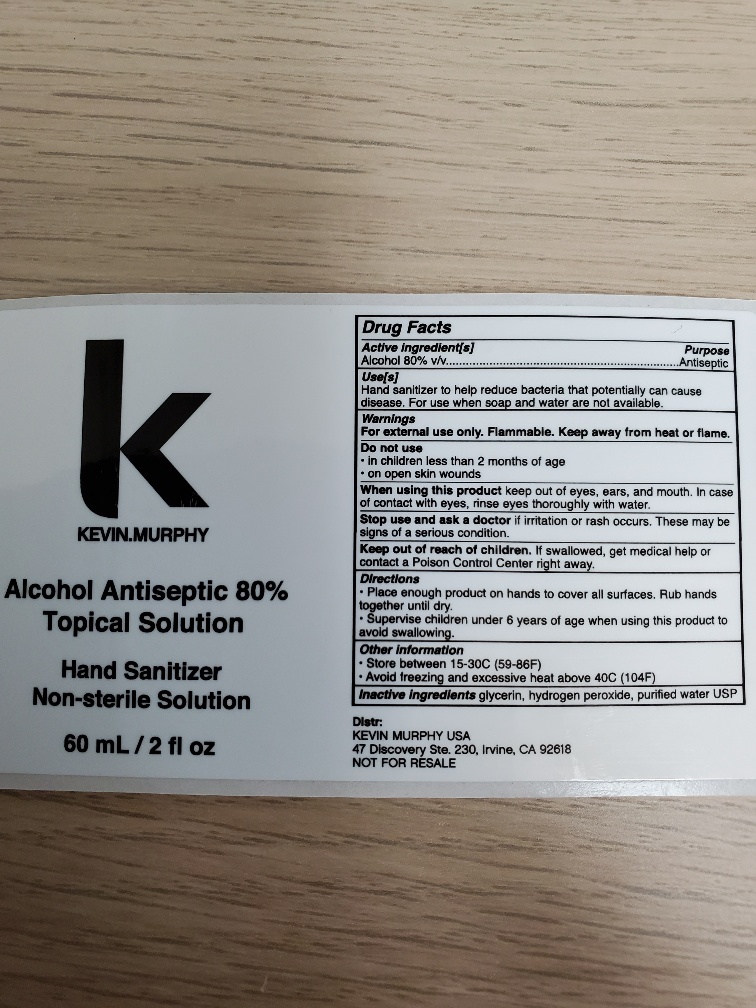 k
KEVIN.MURPHY
Alcohol Antiseptic 80%
Topical Solution
Hand Sanitizer
Non-sterile Solution
60 mL / 2 fl oz
Drug Facts
Active ingredient[s] Purpose
Alcohol 80% v/v..........................................................Antiseptic
Use[s]
Hand sanitizer to help reduce bacteria that potentially can cause
disease. For use when soap and water are not available.
Warnings
For external use only. Flammable. Keep away from heat or flame.
Do not use
• in children less than 2 months of age
• on open skin wounds
When using this product keep out of eyes, ears, and mouth. In case
of contact with eyes, rinse eyes thoroughly with water.
Stop use and ask a doctor if irritation or rash occurs. These may be
signs of a serious condition.
Keep out of reach of children. If swallowed, get medical help or
contact a Poison Control Center right away.
Directions
• Place enough product on hands to cover all surfaces. Rub hands
together until dry.
• Supervise children under 6 years of age when using this product to
avoid swallowing.
Other information
• Store between 15-30C (59-86F)
• Avoid freezing and excessive heat above 40C (104F)
Inactive ingredients glycerin, hydrogen peroxide, purified water USP
Distr:
KEVIN MURPHY USA
47 Discovery Ste. 230, Irvine, CA 92618
NOT FOR RESALE